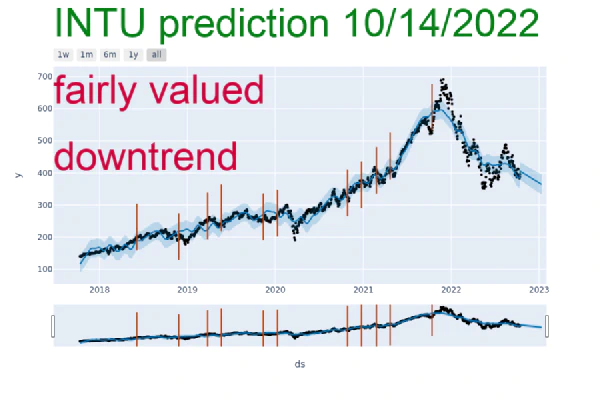 INTU prediction 10/14/2022
1w 1m 6m 1y all
fairly valued
downtrend
700
600
500
400
300
200
100
y
2018 2019 2020 2021 2022 2023
ds